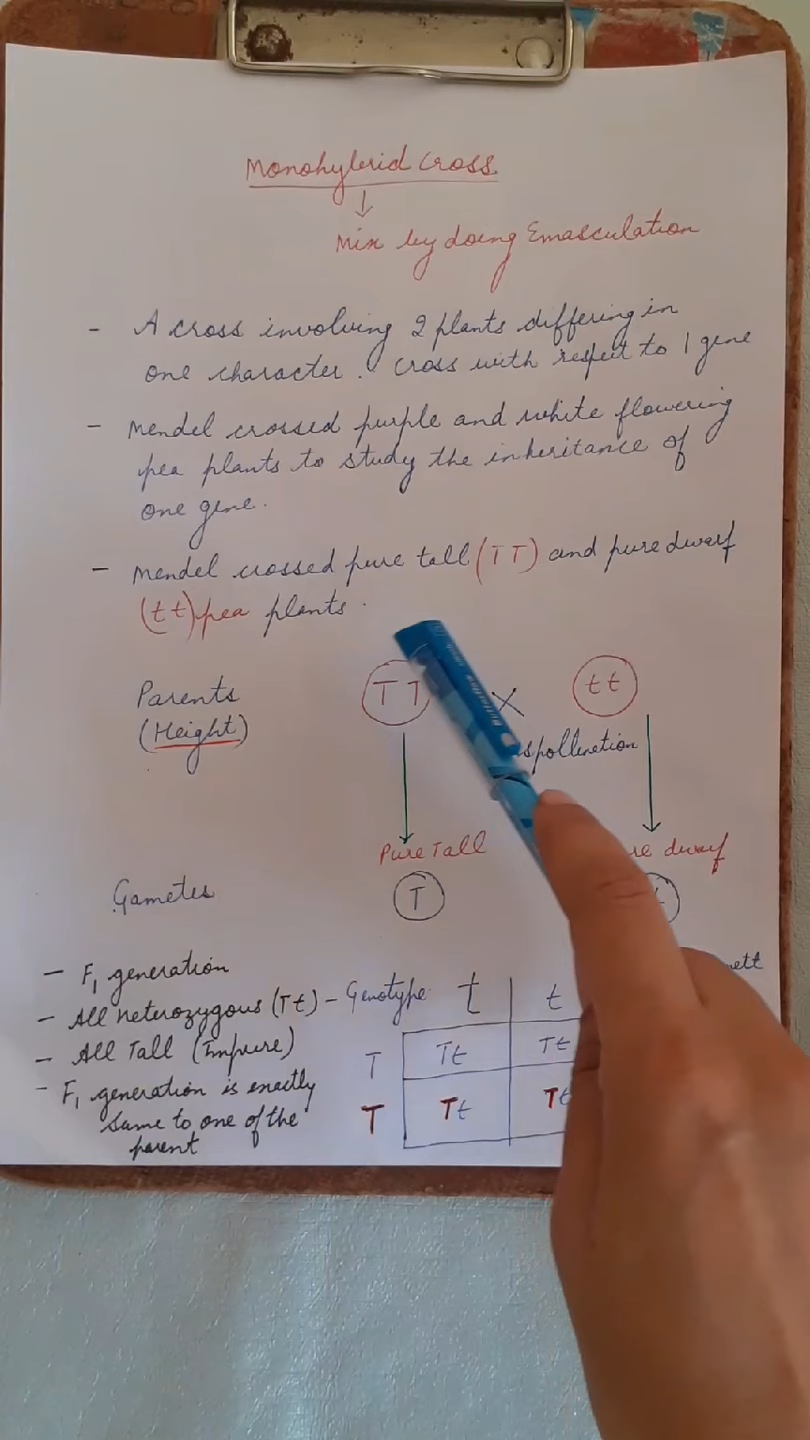 Monohybrid Cross
↓
Mix by doing Emasculation
- A cross involving 2 plants differing in
one character. Cross with respect to 1 gene
- Mendel crossed purple and white flowering
pea plants to study the inheritance of
one gene.
- Mendel crossed pure tall (TT) and pure dwarf
(tt) pea plants.
Parents TT X tt
(Height) spollination
Pure Tall re dwarf
Gametes T
- F1 generation nett
- All heterozygous (Tt) - Genotype t t
- All Tall (Impure) T Tt Tt
- F1 generation is exactly
same to one of the T Tt Tt
parent